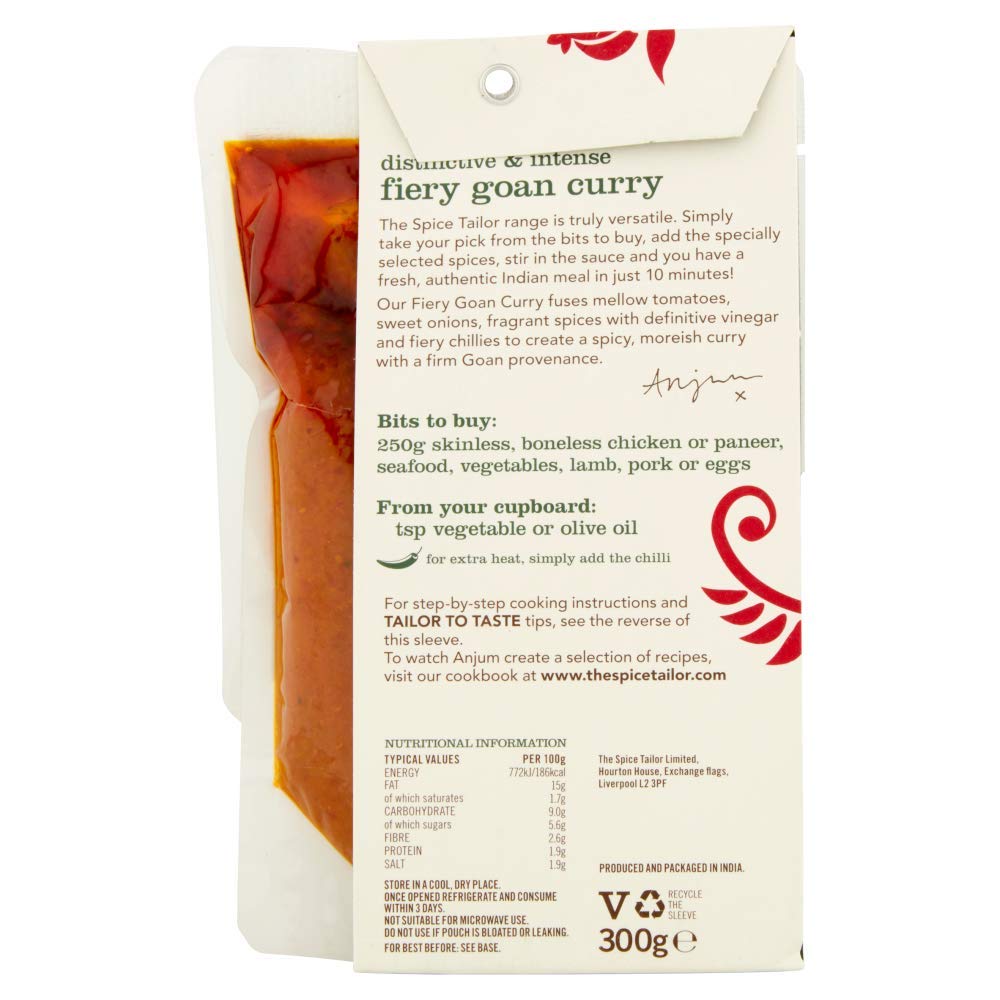 distinctive & intense
fiery goan curry
The Spice Tailor range is truly versatile. Simply
take your pick from the bits to buy, add the specially
selected spices, stir in the sauce and you have a
fresh, authentic Indian meal in just 10 minutes!
Our Fiery Goan Curry fuses mellow tomatoes,
sweet onions, fragrant spices with definitive vinegar
and fiery chillies to create a spicy, moreish curry
with a firm Goan provenance.
Anjum
x
Bits to buy:
250g skinless, boneless chicken or paneer,
seafood, vegetables, lamb, pork or eggs
From your cupboard:
tsp vegetable or olive oil
for extra heat, simply add the chilli
For step-by-step cooking instructions and
TAILOR TO TASTE tips, see the reverse of
this sleeve.
To watch Anjum create a selection of recipes,
visit our cookbook at www.thespicetailor.com
NUTRITIONAL INFORMATION
TYPICAL VALUES PER 100g
ENERGY 772kJ/186kcal
FAT 15g
of which saturates 1.7g
CARBOHYDRATE 9.0g
of which sugars 5.6g
FIBRE 2.6g
PROTEIN 1.9g
SALT 1.9g
STORE IN A COOL, DRY PLACE.
ONCE OPENED REFRIGERATE AND CONSUME
WITHIN 3 DAYS.
NOT SUITABLE FOR MICROWAVE USE.
DO NOT USE IF POUCH IS BLOATED OR LEAKING.
FOR BEST BEFORE: SEE BASE.
The Spice Tailor Limited,
Hourton House, Exchange flags,
Liverpool L2 3PF
PRODUCED AND PACKAGED IN INDIA.
V
RECYCLE
THE
SLEEVE
300g e